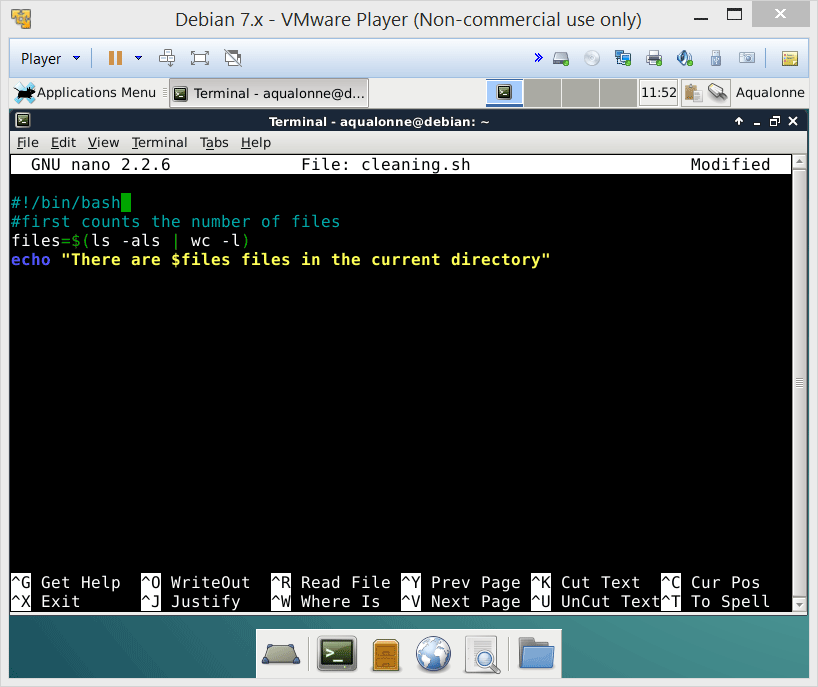 Debian 7.x - VMware Player (Non-commercial use only)
Player
Applications Menu Terminal - aqualonne@d... 11:52 Aqualonne
Terminal - aqualonne@debian: ~
File Edit View Terminal Tabs Help
GNU nano 2.2.6 File: cleaning.sh Modified
#!/bin/bash
#first counts the number of files
files=$(ls -als | wc -l)
echo "There are $files files in the current directory"
^G Get Help ^O WriteOut ^R Read File ^Y Prev Page ^K Cut Text ^C Cur Pos
^X Exit ^J Justify ^W Where Is ^V Next Page ^U UnCut Text ^T To Spell